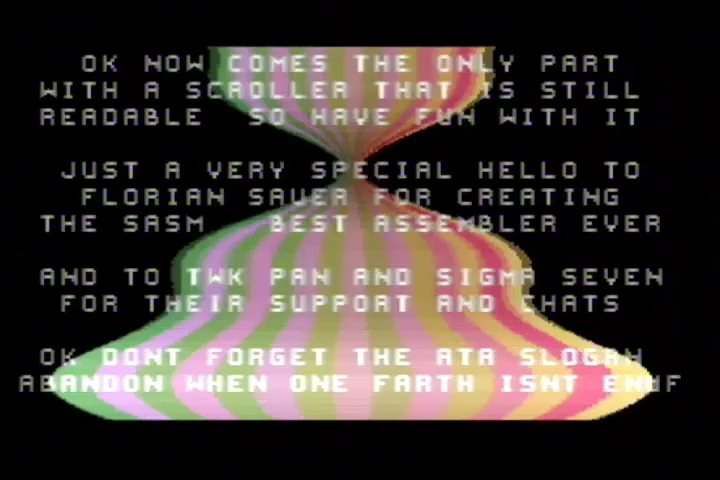 OK NOW COMES THE ONLY PART
WITH A SCROLLER THAT IS STILL
READABLE SO HAVE FUN WITH IT
JUST A VERY SPECIAL HELLO TO
FLORIAN SAUER FOR CREATING
THE SASM BEST ASSEMBLER EVER
AND TO TWK PAN AND SIGMA SEVEN
FOR THEIR SUPPORT AND CHATS
OK DONT FORGET THE ATA SLOGAN
ABANDON WHEN ONE EARTH ISNT